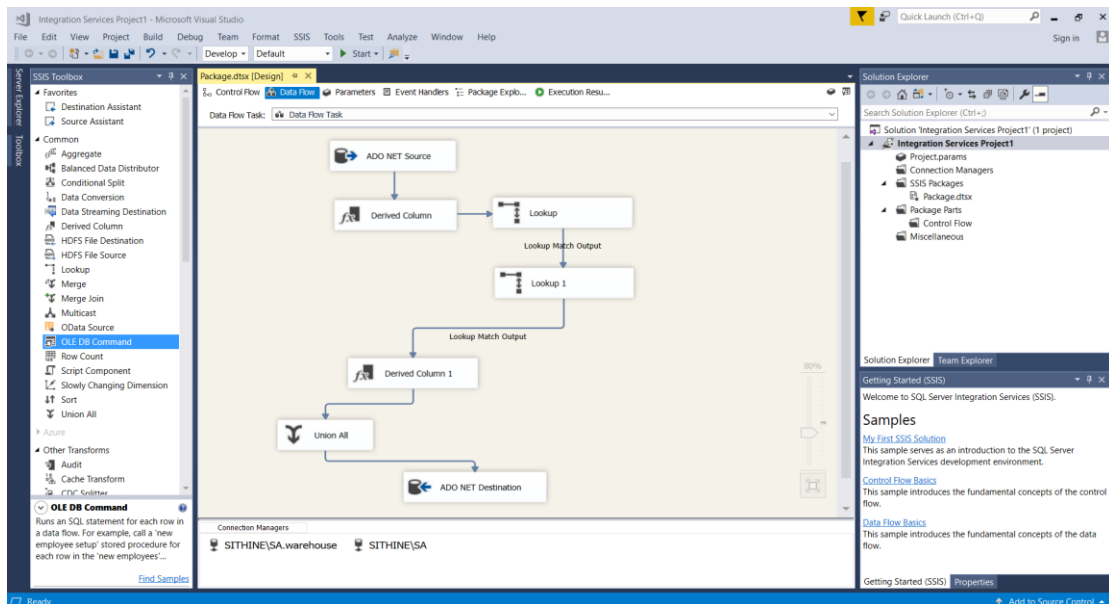 Integration Services Project1 - Microsoft Visual Studio
Quick Launch (Ctrl+Q)
File Edit View Project Build Debug Team Format SSIS Tools Test Analyze Window Help
Sign in
Develop Default Start
Server Explorer
Toolbox
SSIS Toolbox
Favorites
Destination Assistant
Source Assistant
Common
Aggregate
Balanced Data Distributor
Conditional Split
Data Conversion
Data Streaming Destination
Derived Column
HDFS File Destination
HDFS File Source
Lookup
Merge
Merge Join
Multicast
OData Source
OLE DB Command
Row Count
Script Component
Slowly Changing Dimension
Sort
Union All
Azure
Other Transforms
Audit
Cache Transform
CDC Splitter
OLE DB Command
Runs an SQL statement for each row in
a data flow. For example, call a 'new
employee setup' stored procedure for
each row in the 'new employees'...
Find Samples
Package.dtsx [Design]
Control Flow Data Flow Parameters Event Handlers Package Explo... Execution Resu...
Data Flow Task: Data Flow Task
ADO NET Source
Derived Column
Lookup
Lookup Match Output
Lookup 1
Lookup Match Output
Derived Column 1
80%
Union All
ADO NET Destination
Connection Managers
SITHINE\SA.warehouse SITHINE\SA
Solution Explorer
Search Solution Explorer (Ctrl+;)
Solution 'Integration Services Project1' (1 project)
Integration Services Project1
Project.params
Connection Managers
SSIS Packages
Package.dtsx
Package Parts
Control Flow
Miscellaneous
Solution Explorer Team Explorer
Getting Started (SSIS)
Welcome to SQL Server Integration Services (SSIS).
Samples
My First SSIS Solution
This sample serves as an introduction to the SQL Server
Integration Services development environment.
Control Flow Basics
This sample introduces the fundamental concepts of the control
flow.
Data Flow Basics
This sample introduces the fundamental concepts of the data
flow.
Getting Started (SSIS) Properties
Ready
Add to Source Control